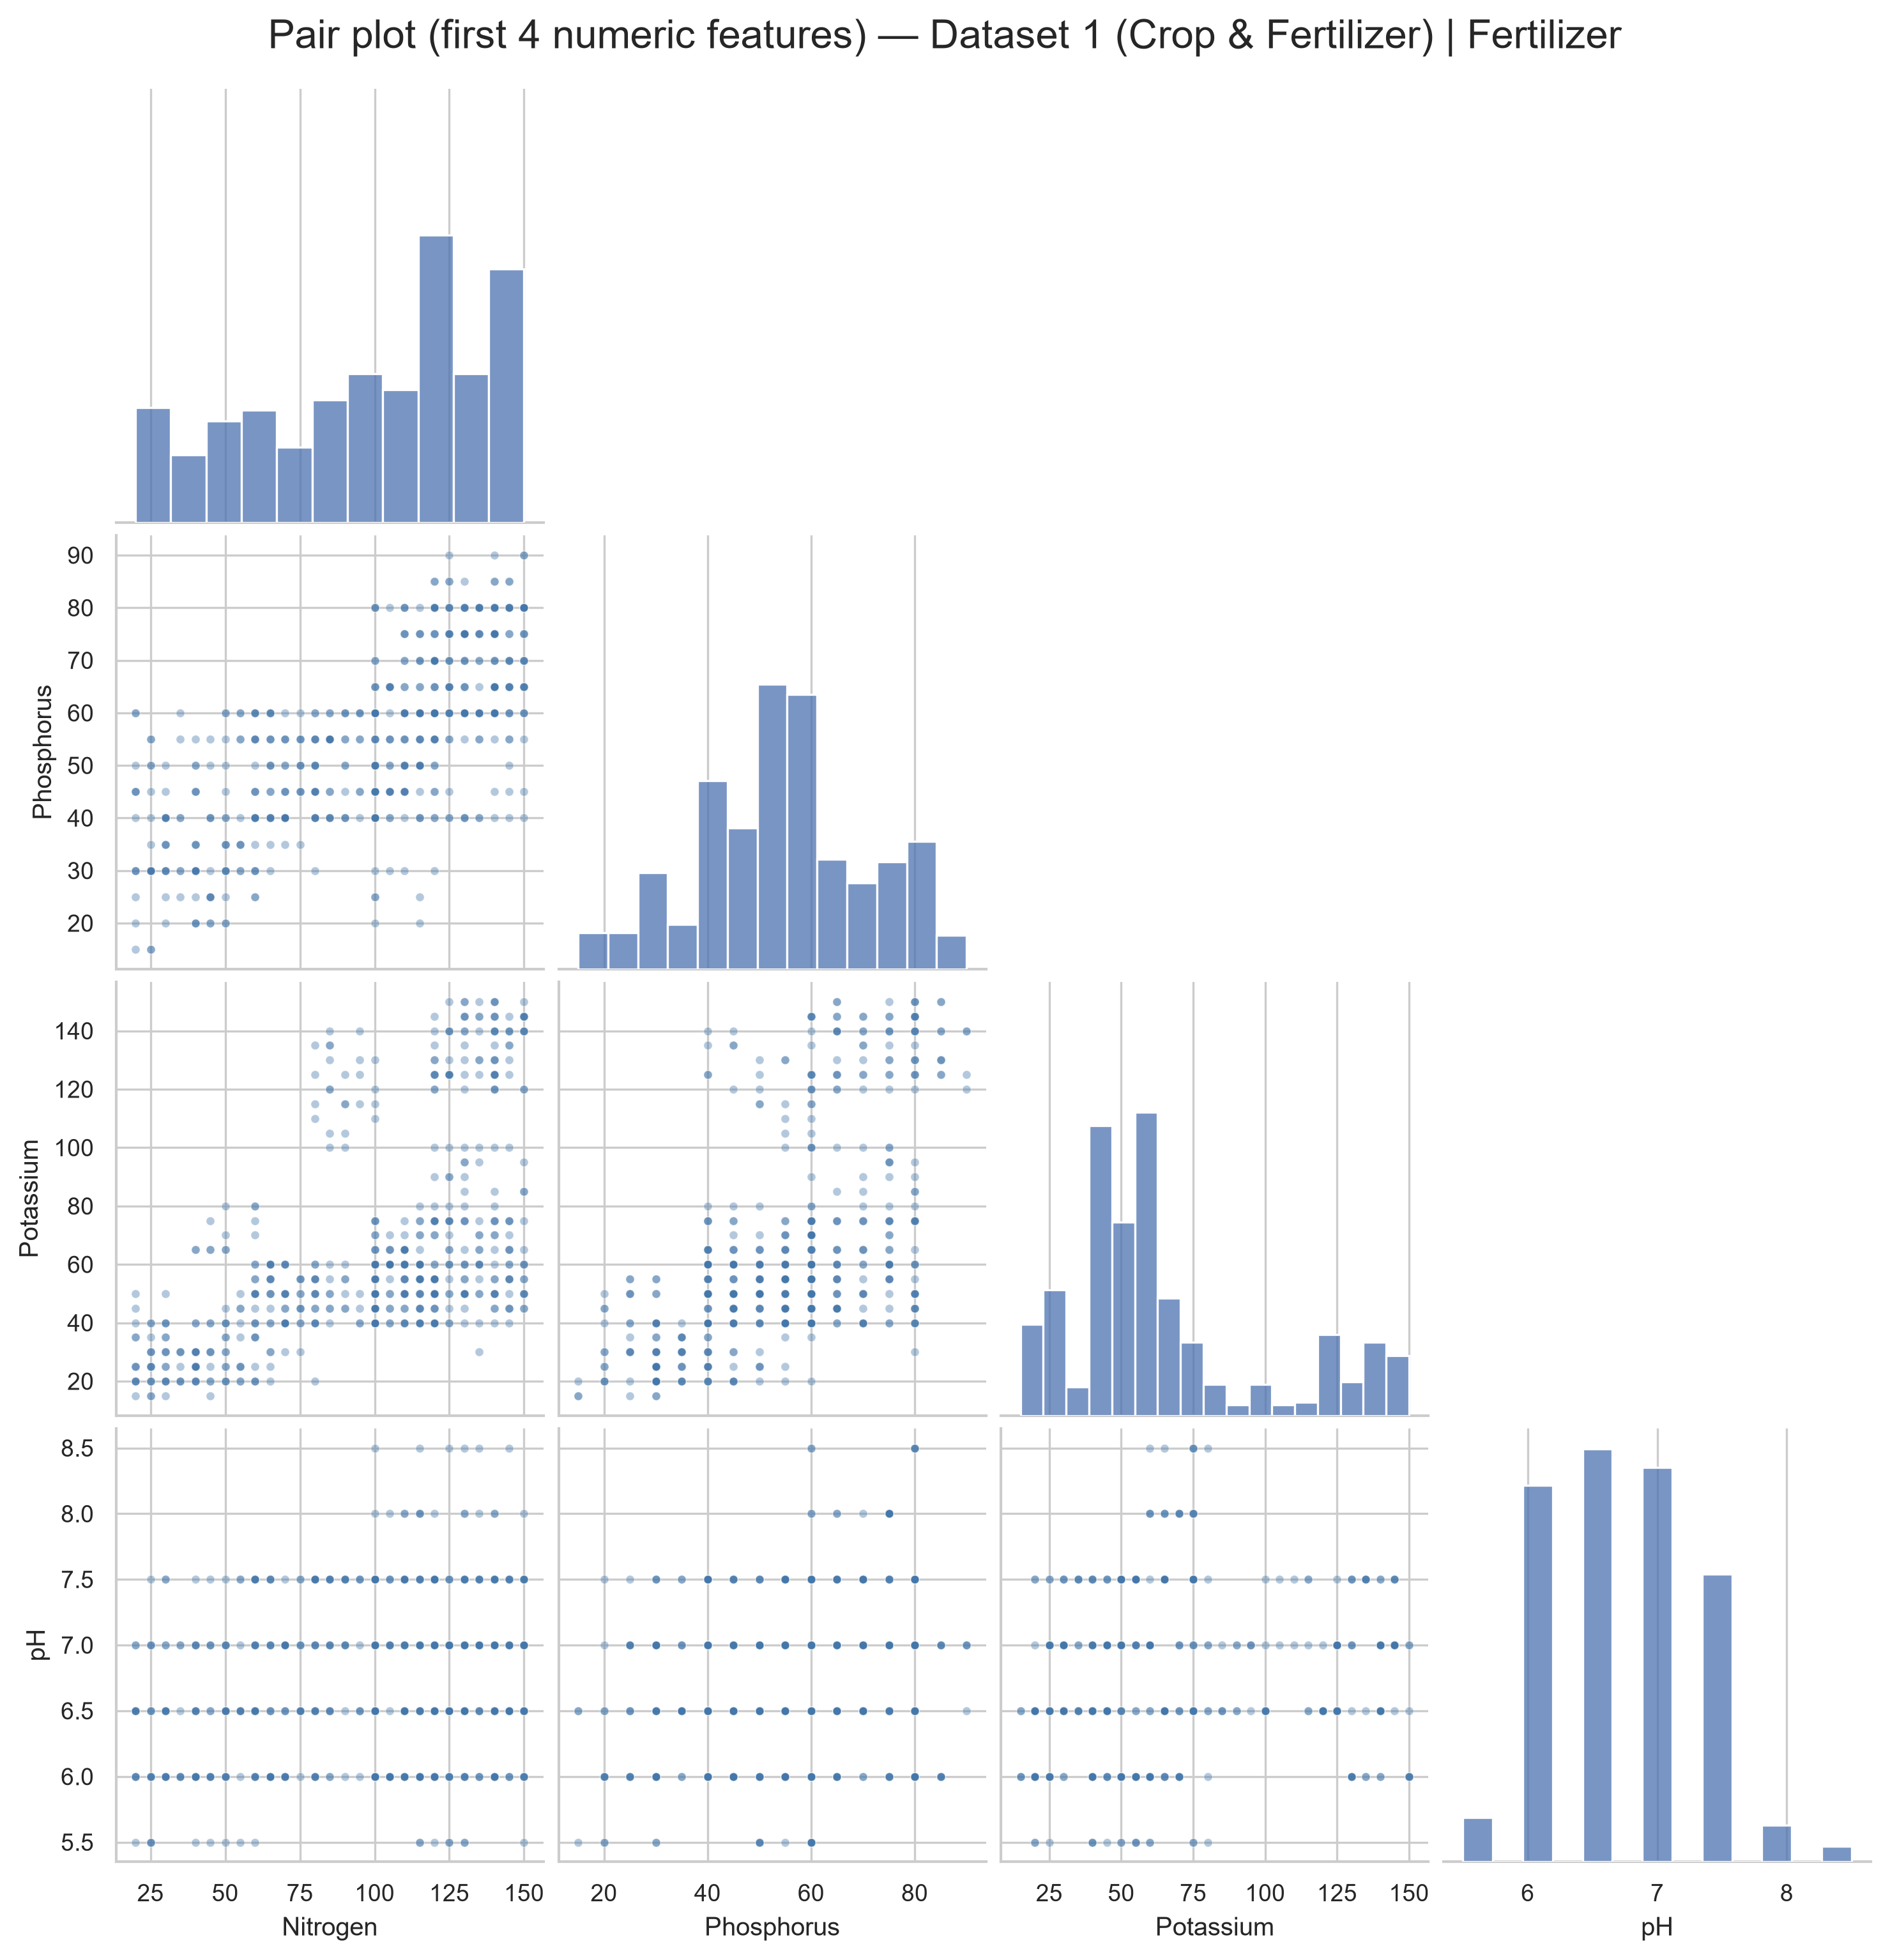 Pair plot (first 4 numeric features) — Dataset 1 (Crop & Fertilizer) | Fertilizer
90
80
70
60
50
40
30
20
Phosphorus
140
120
100
80
60
40
20
Potassium
8.5
8.0
7.5
7.0
6.5
6.0
5.5
pH
25 50 75 100 125 150
20 40 60 80
25 50 75 100 125 150
6 7 8
Nitrogen
Phosphorus
Potassium
pH